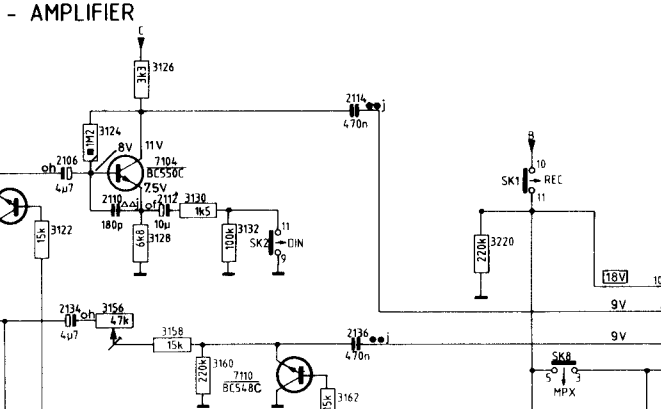 - AMPLIFIER
C
3k3 3126
2114 j
470n
1M2 3124
8V 11V
B
2106 oh
4µ7
7104
BC550C
7.5V
10
SK1 REC
11
2110 j of 2112 3130
180p 10µ 1k5
15k 3122
6k8 3128
100k 3132
11
SK2 DIN
9
220k 3220
18V 10
9V
2134 oh 3156
4µ7 47k
3158
15k
2136 j
470n
9V
220k 3160
7110
BC548C
15k 3162
SK8
5 3
MPX